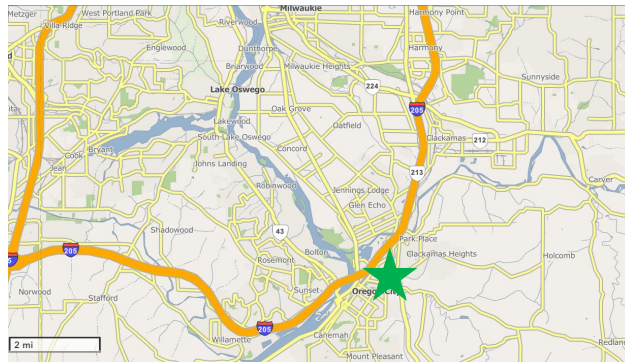 Metzger
West Portland Park
Milwaukie
Harmony Point
Villa Ridge
Riverwood
Englewood
Dunthorpe
Harmony
Briarwood
Milwaukie Heights
Sunnyside
224
Lake Oswego
Oak Grove
205
Lakewood
Oatfield
South Lake Oswego
Clackamas
212
Bryant
Cook
Concord
Jean
Johns Landing
213
Carver
Robinwood
Jennings Lodge
Glen Echo
Shadowood
43
Park Place
205
Bolton
Clackamas Heights
Holcomb
Rosemont
Norwood
Stafford
Sunset
205
Willamette
Canemah
Redland
2 mi
Mount Pleasant